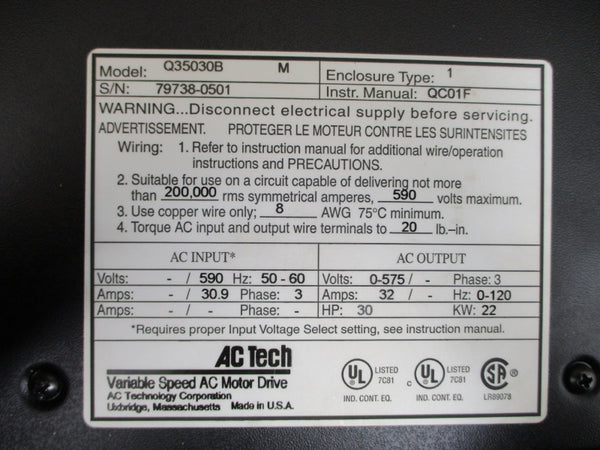 Model: Q35030B M Enclosure Type: 1
S/N: 79738-0501 Instr. Manual: QC01F
WARNING...Disconnect electrical supply before servicing.
ADVERTISSEMENT. PROTEGER LE MOTEUR CONTRE LES SURINTENSITES
Wiring: 1. Refer to instruction manual for additional wire/operation
instructions and PRECAUTIONS.
2. Suitable for use on a circuit capable of delivering not more
than 200,000 rms symmetrical amperes, 590 volts maximum.
3. Use copper wire only; 8 AWG 75°C minimum.
4. Torque AC input and output wire terminals to 20 lb.-in.
AC INPUT* AC OUTPUT
Volts: - / 590 Hz: 50 - 60 Volts: 0-575 / - Phase: 3
Amps: - / 30.9 Phase: 3 Amps: 32 / - Hz: 0-120
Amps: - / - Phase: - HP: 30 KW: 22
*Requires proper Input Voltage Select setting, see instruction manual.
AC Tech
Variable Speed AC Motor Drive
AC Technology Corporation
Uxbridge, Massachusetts Made in U.S.A.
UL LISTED 7C81 IND. CONT. EQ.
C UL LISTED 7C81 IND. CONT. EQ.
SA LR89078